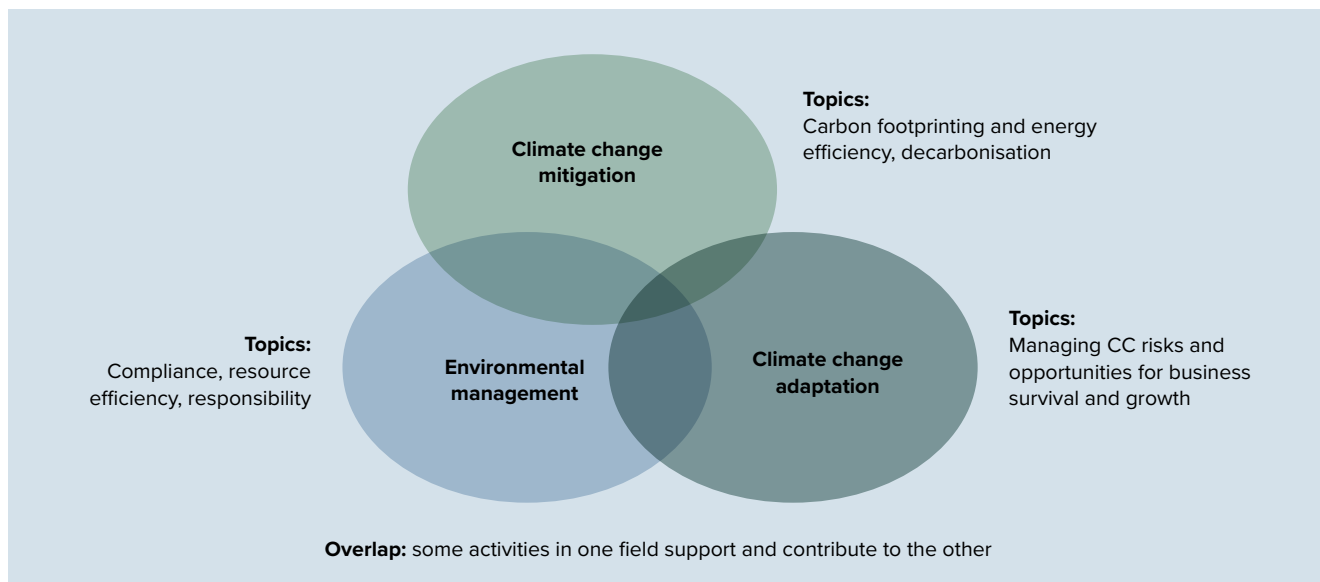 Climate change
mitigation
Topics:
Carbon footprinting and energy
efficiency, decarbonisation
Topics:
Compliance, resource
efficiency, responsibility
Environmental
management
Climate change
adaptation
Topics:
Managing CC risks and
opportunities for business
survival and growth
Overlap: some activities in one field support and contribute to the other